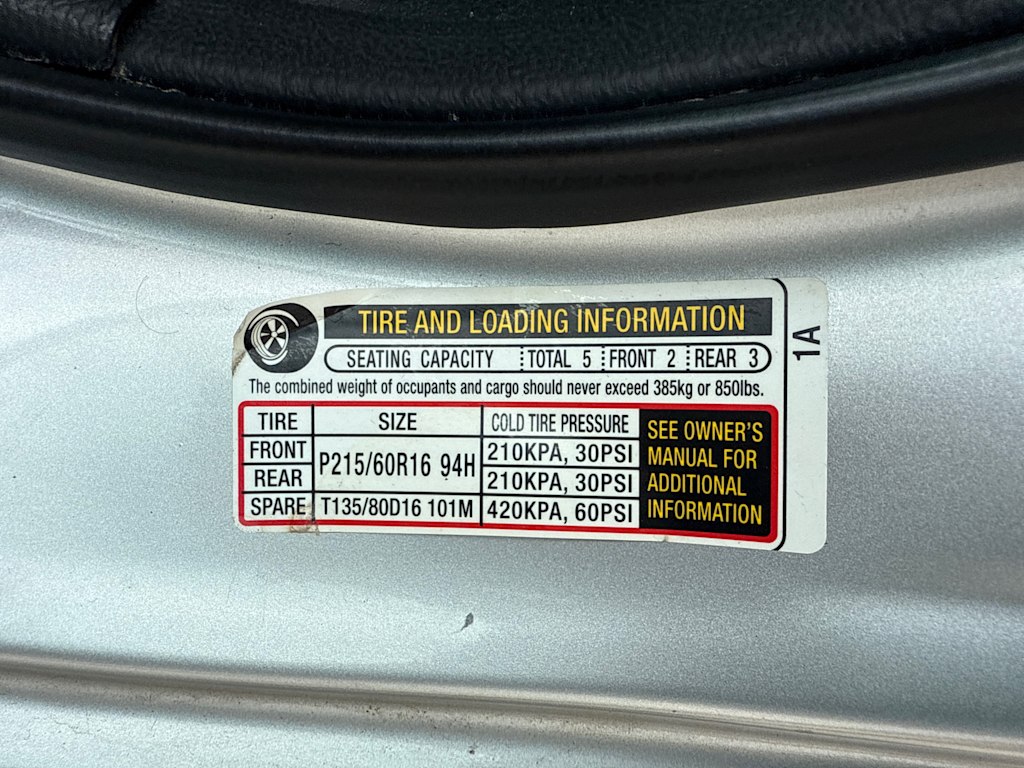 TIRE AND LOADING INFORMATION
SEATING CAPACITY TOTAL 5 FRONT 2 REAR 3
The combined weight of occupants and cargo should never exceed 385kg or 850lbs.
TIRE SIZE COLD TIRE PRESSURE
FRONT P215/60R16 94H 210KPA, 30PSI
REAR 210KPA, 30PSI
SPARE T135/80D16 101M 420KPA, 60PSI
SEE OWNER'S
MANUAL FOR
ADDITIONAL
INFORMATION
1A